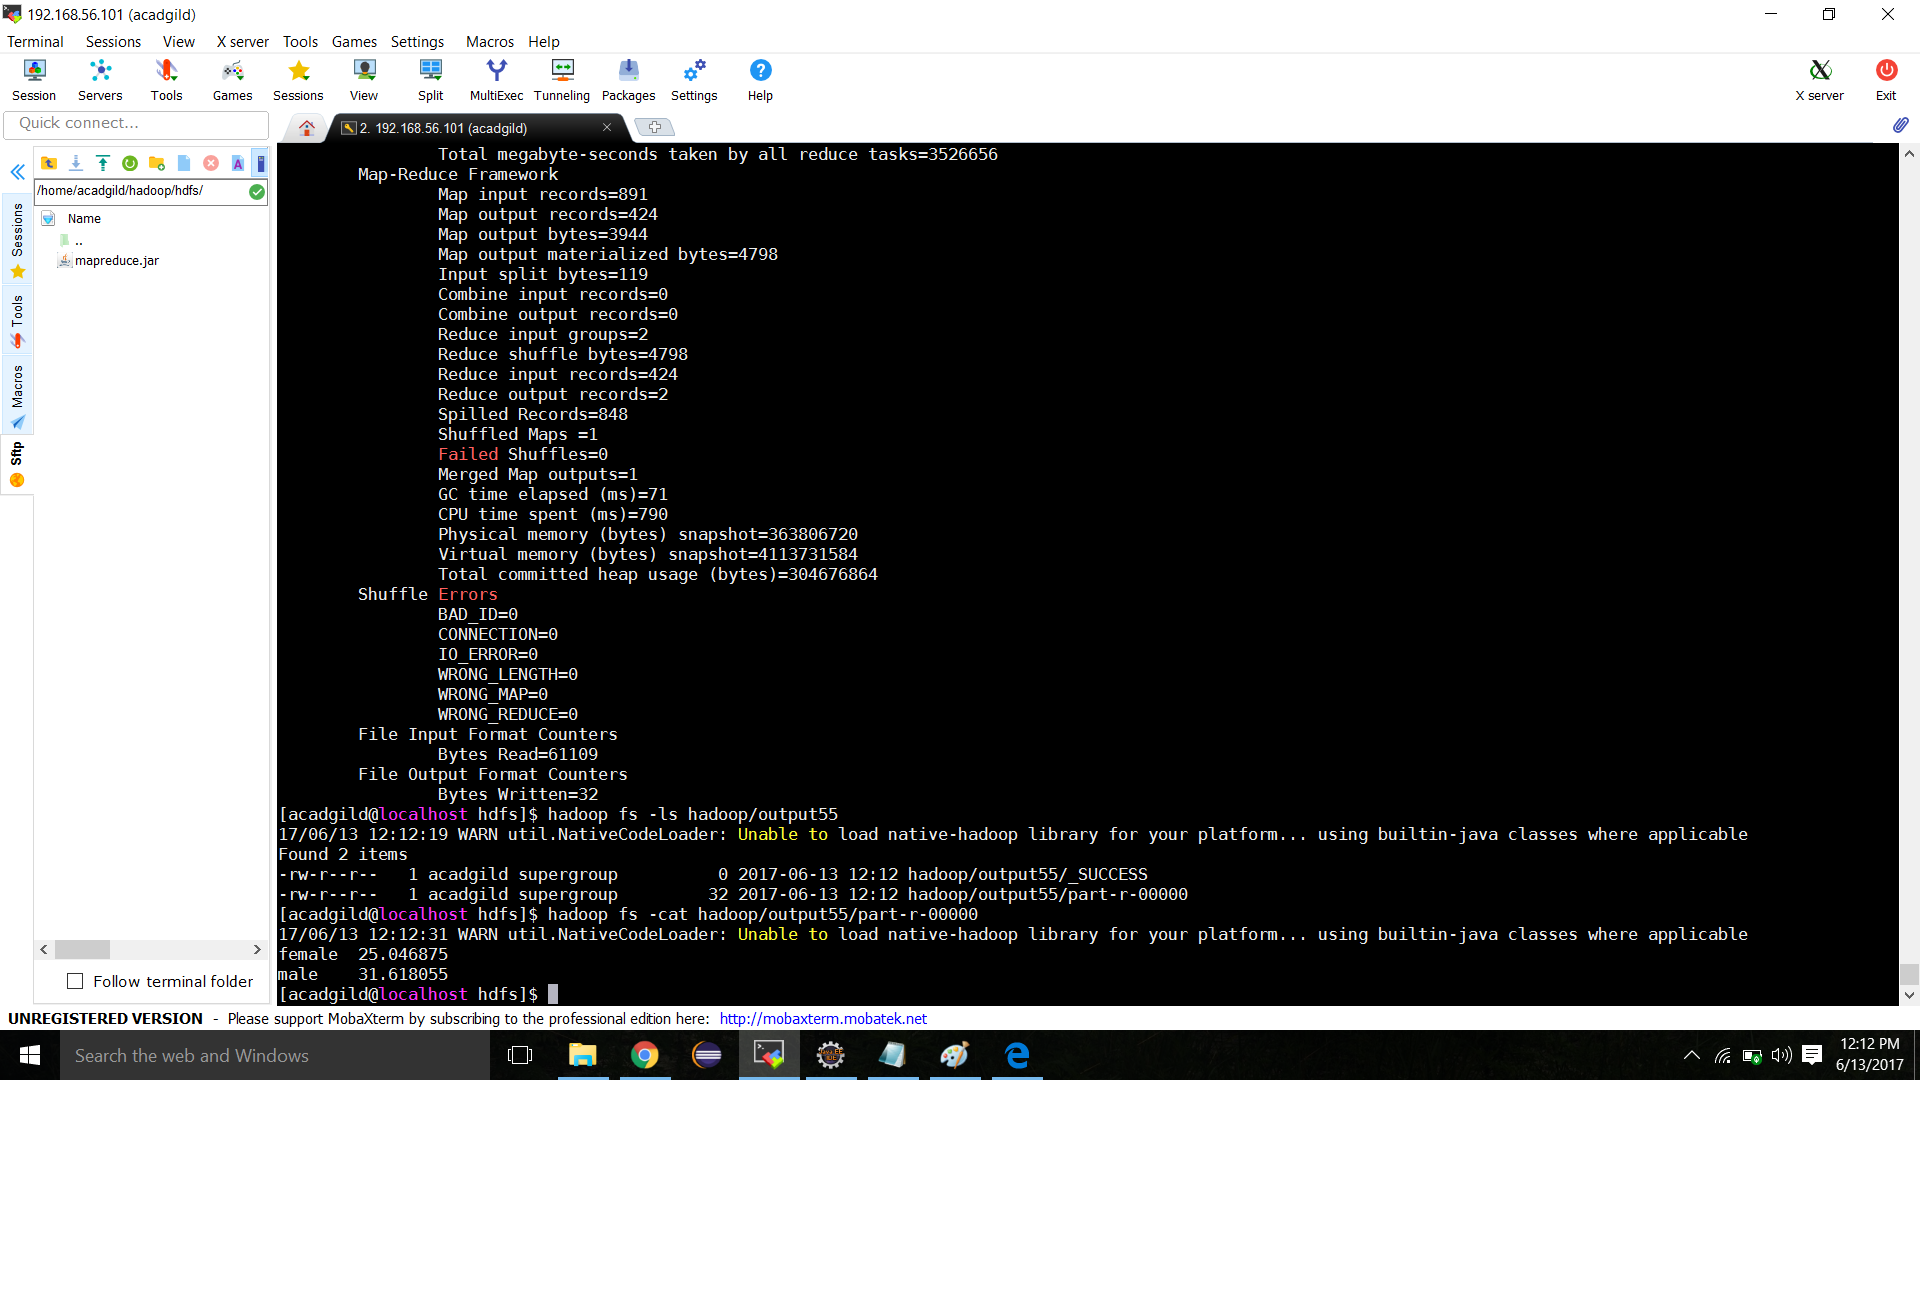 192.168.56.101 (acadgild)
Terminal Sessions View X server Tools Games Settings Macros Help
Session Servers Tools Games Sessions View Split MultiExec Tunneling Packages Settings Help X server Exit
Quick connect...
2. 192.168.56.101 (acadgild)
/home/acadgild/hadoop/hdfs/
Name
..
mapreduce.jar
Sessions
Tools
Macros
Sftp
Follow terminal folder
Total megabyte-seconds taken by all reduce tasks=3526656
Map-Reduce Framework
Map input records=891
Map output records=424
Map output bytes=3944
Map output materialized bytes=4798
Input split bytes=119
Combine input records=0
Combine output records=0
Reduce input groups=2
Reduce shuffle bytes=4798
Reduce input records=424
Reduce output records=2
Spilled Records=848
Shuffled Maps =1
Failed Shuffles=0
Merged Map outputs=1
GC time elapsed (ms)=71
CPU time spent (ms)=790
Physical memory (bytes) snapshot=363806720
Virtual memory (bytes) snapshot=4113731584
Total committed heap usage (bytes)=304676864
Shuffle Errors
BAD_ID=0
CONNECTION=0
IO_ERROR=0
WRONG_LENGTH=0
WRONG_MAP=0
WRONG_REDUCE=0
File Input Format Counters
Bytes Read=61109
File Output Format Counters
Bytes Written=32
[acadgild@localhost hdfs]$ hadoop fs -ls hadoop/output55
17/06/13 12:12:19 WARN util.NativeCodeLoader: Unable to load native-hadoop library for your platform... using builtin-java classes where applicable
Found 2 items
-rw-r--r-- 1 acadgild supergroup 0 2017-06-13 12:12 hadoop/output55/_SUCCESS
-rw-r--r-- 1 acadgild supergroup 32 2017-06-13 12:12 hadoop/output55/part-r-00000
[acadgild@localhost hdfs]$ hadoop fs -cat hadoop/output55/part-r-00000
17/06/13 12:12:31 WARN util.NativeCodeLoader: Unable to load native-hadoop library for your platform... using builtin-java classes where applicable
female 25.046875
male 31.618055
[acadgild@localhost hdfs]$
UNREGISTERED VERSION - Please support MobaXterm by subscribing to the professional edition here: http://mobaxterm.mobatek.net
Search the web and Windows
12:12 PM
6/13/2017